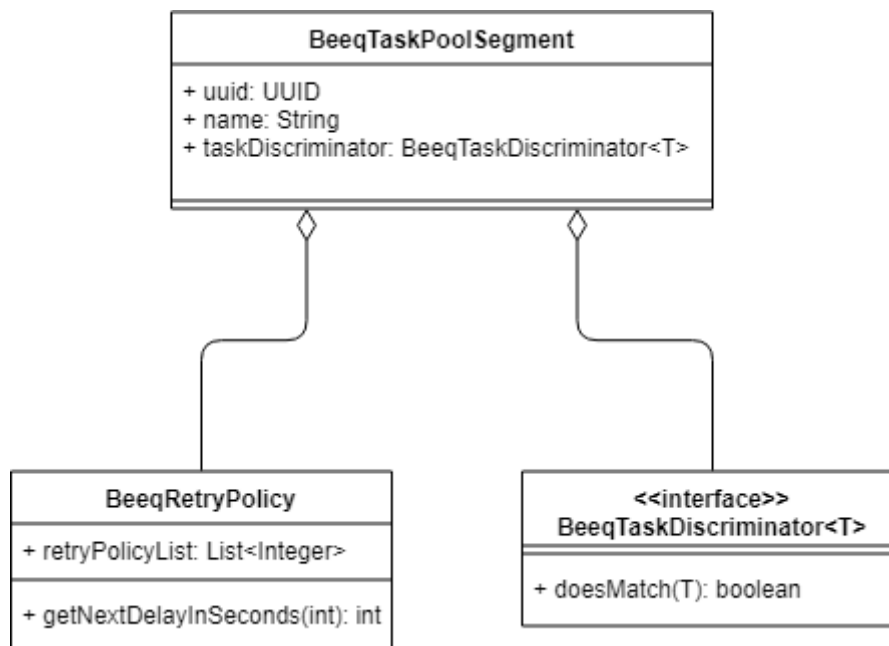 BeeqTaskPoolSegment
+ uuid: UUID
+ name: String
+ taskDiscriminator: BeeqTaskDiscriminator<T>
BeeqRetryPolicy
+ retryPolicyList: List<Integer>
+ getNextDelayInSeconds(int): int
<<interface>>
BeeqTaskDiscriminator<T>
+ doesMatch(T): boolean